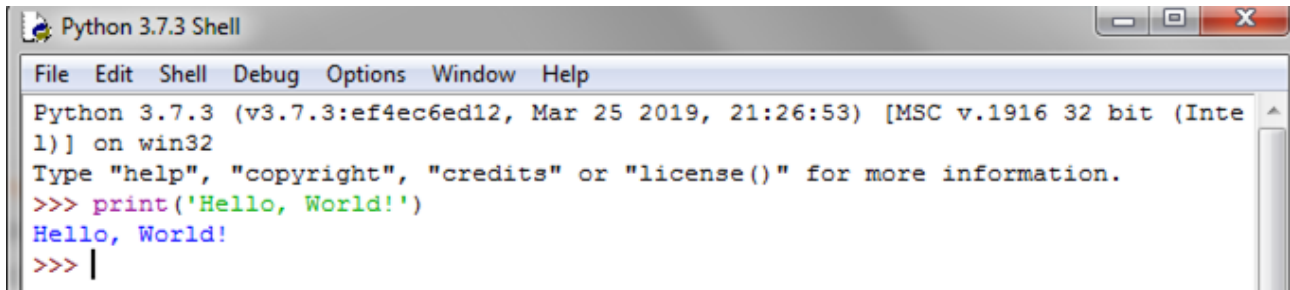 Python 3.7.3 Shell
File Edit Shell Debug Options Window Help
Python 3.7.3 (v3.7.3:ef4ec6ed12, Mar 25 2019, 21:26:53) [MSC v.1916 32 bit (Inte
l)] on win32
Type "help", "copyright", "credits" or "license()" for more information.
>>> print('Hello, World!')
Hello, World!
>>>